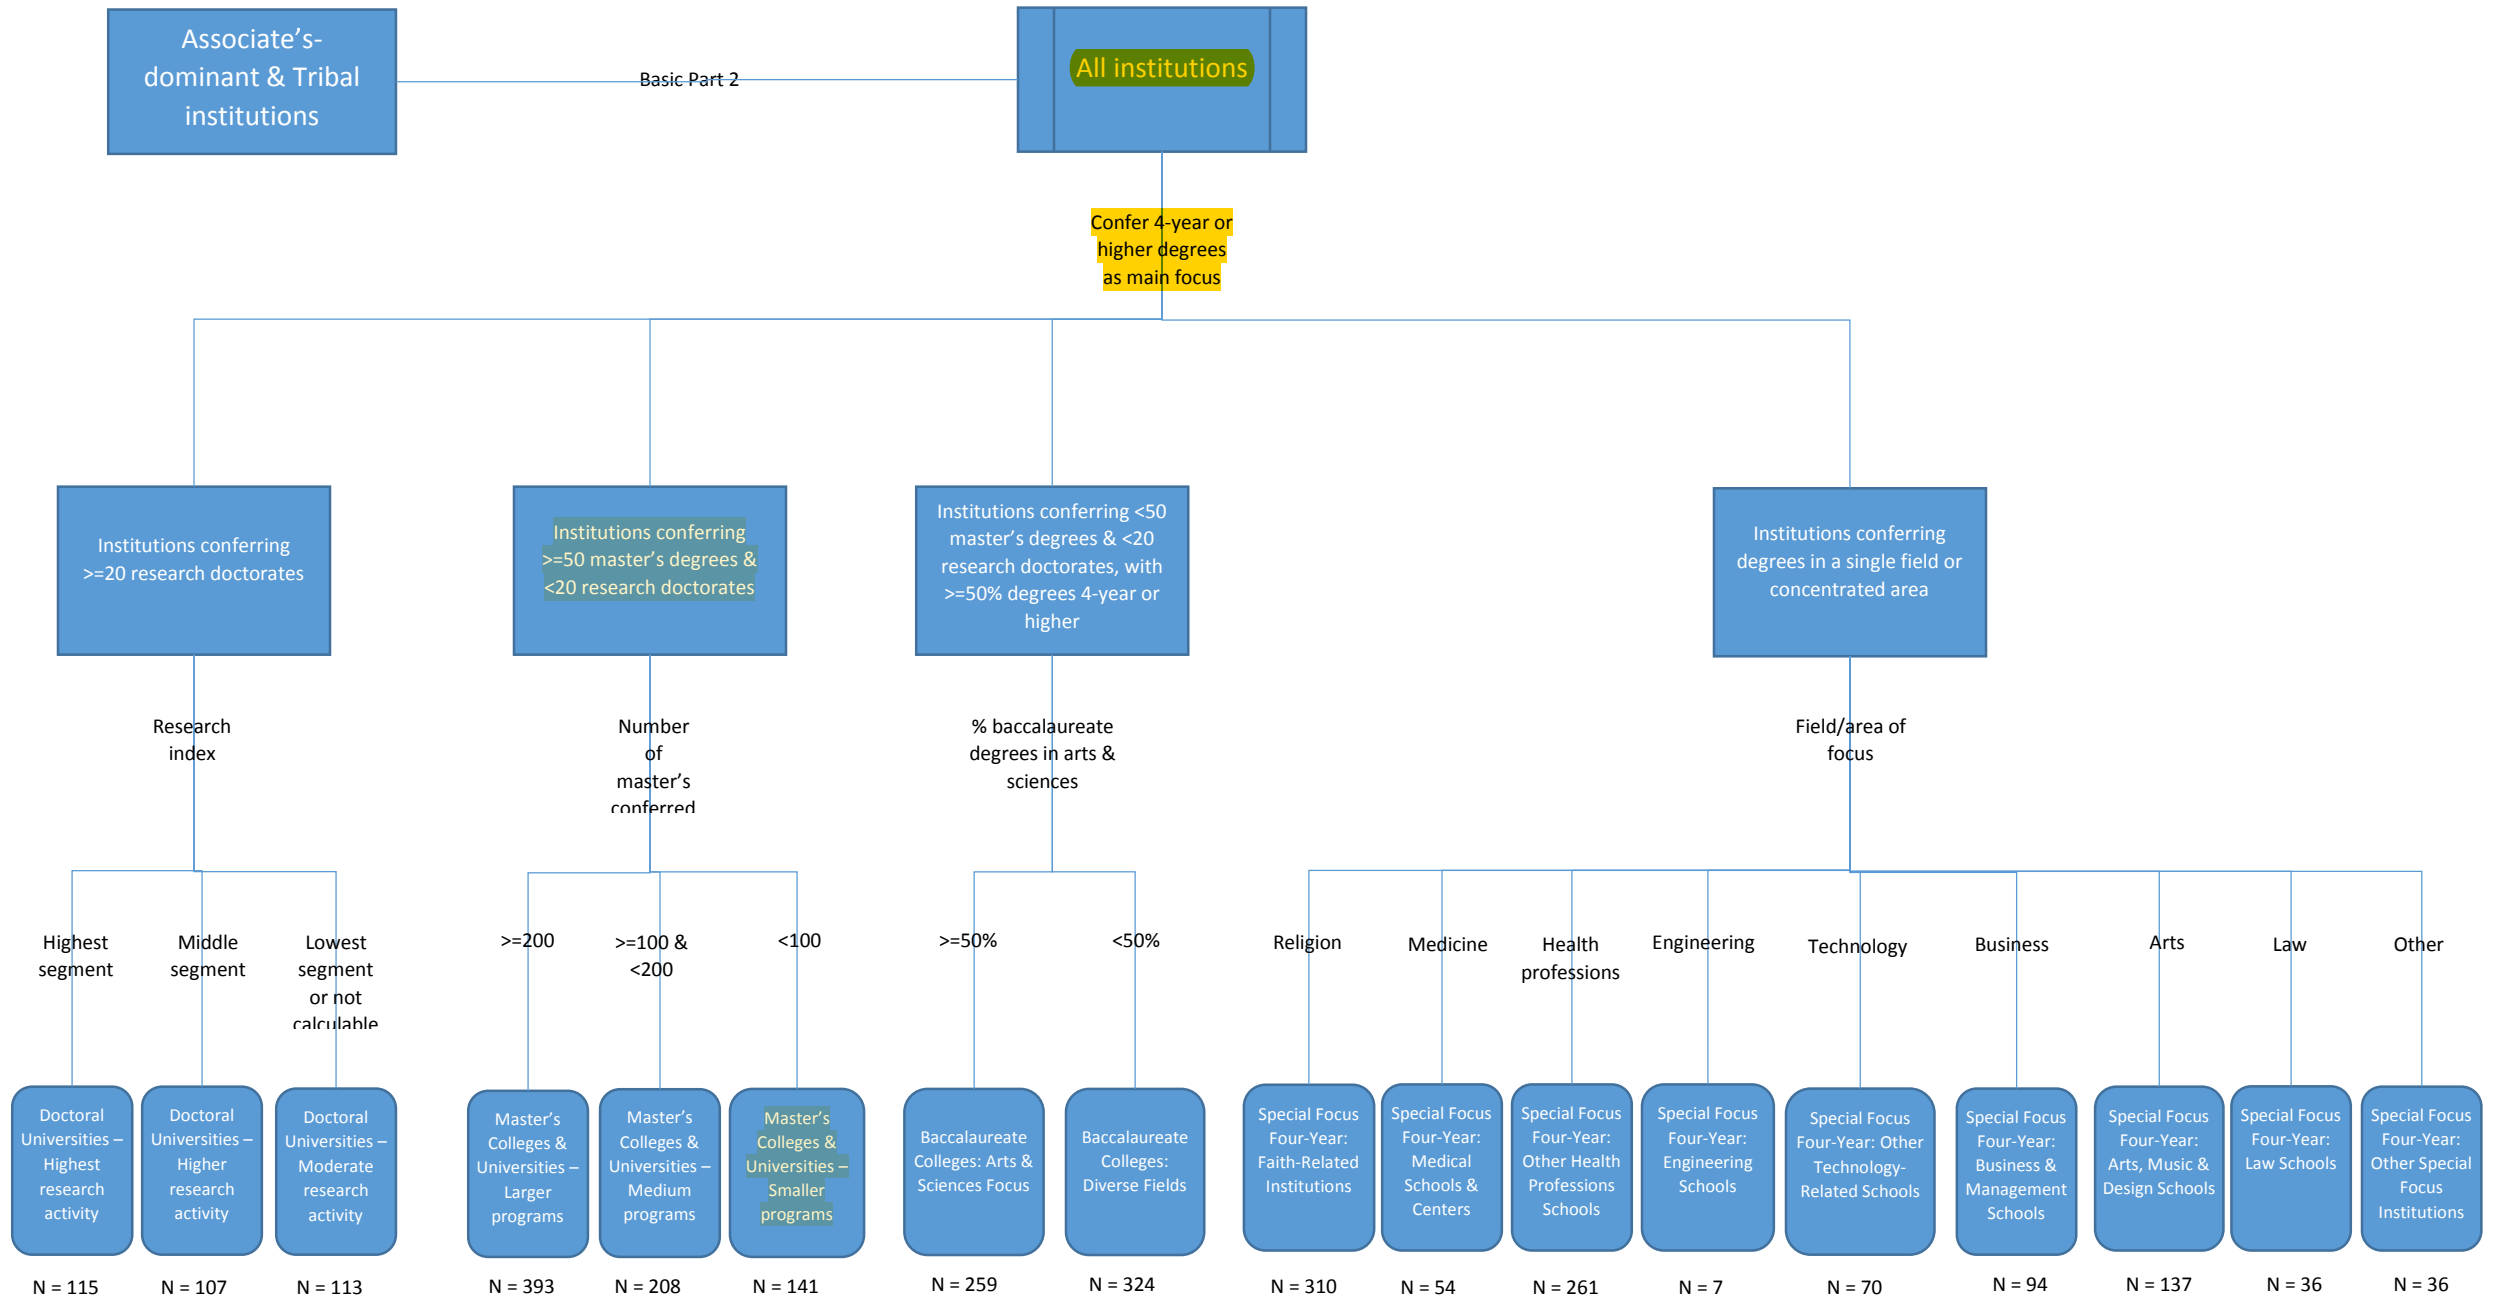 Associate's-
dominant & Tribal
institutions
Basic Part 2
All institutions
Confer 4-year or
higher degrees
as main focus
Institutions conferring
>=20 research doctorates
Institutions conferring
>=50 master's degrees &
<20 research doctorates
Institutions conferring <50
master's degrees & <20
research doctorates, with
>=50% degrees 4-year or
higher
Institutions conferring
degrees in a single field or
concentrated area
Research
index
Number
of
master's
conferred
% baccalaureate
degrees in arts &
sciences
Field/area of
focus
Highest
segment
Middle
segment
Lowest
segment
or not
calculable
>=200
>=100 &
<200
<100
>=50%
<50%
Religion
Medicine
Health
professions
Engineering
Technology
Business
Arts
Law
Other
Doctoral
Universities –
Highest
research
activity
Doctoral
Universities –
Higher
research
activity
Doctoral
Universities –
Moderate
research
activity
Master's
Colleges &
Universities –
Larger
programs
Master's
Colleges &
Universities –
Medium
programs
Master's
Colleges &
Universities –
Smaller
programs
Baccalaureate
Colleges: Arts &
Sciences Focus
Baccalaureate
Colleges:
Diverse Fields
Special Focus
Four-Year:
Faith-Related
Institutions
Special Focus
Four-Year:
Medical
Schools &
Centers
Special Focus
Four-Year:
Other Health
Professions
Schools
Special Focus
Four-Year:
Engineering
Schools
Special Focus
Four-Year: Other
Technology-
Related Schools
Special Focus
Four-Year:
Business &
Management
Schools
Special Focus
Four-Year:
Arts, Music &
Design Schools
Special Focus
Four-Year:
Law Schools
Special Focus
Four-Year:
Other Special
Focus
Institutions
N = 115
N = 107
N = 113
N = 393
N = 208
N = 141
N = 259
N = 324
N = 310
N = 54
N = 261
N = 7
N = 70
N = 94
N = 137
N = 36
N = 36